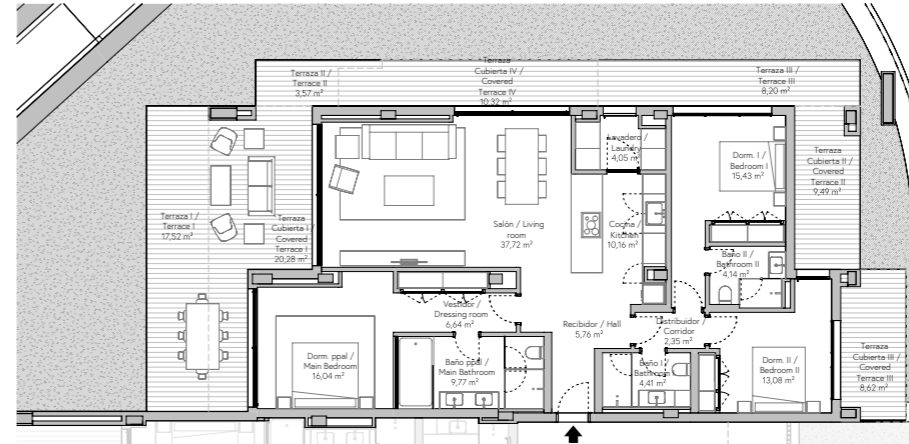 Terraza II /
Terrace II
3,57 m²
Terraza
Cubierta IV /
Covered
Terrace IV
10,32 m²
Terraza III /
Terrace III
8,20 m²
Lavadero /
Laundry
4,05 m²
Dorm. I /
Bedroom I
15,43 m²
Terraza
Cubierta II /
Covered
Terrace II
9,49 m²
Terraza I /
Terrace I
17,52 m²
Terraza
Cubierta I /
Covered
Terrace I
20,28 m²
Salón / Living
room
37,72 m²
Cocina /
Kitchen
10,16 m²
Baño II /
Bathroom II
4,14 m²
Vestidor /
Dressing room
6,64 m²
Recibidor / Hall
5,76 m²
Distribuidor /
Corridor
2,35 m²
Dorm. ppal /
Main Bedroom
16,04 m²
Baño ppal /
Main Bathroom
9,77 m²
Baño I /
Bathroom
4,41 m²
Dorm. II /
Bedroom II
13,08 m²
Terraza
Cubierta III /
Covered
Terrace III
8,62 m²